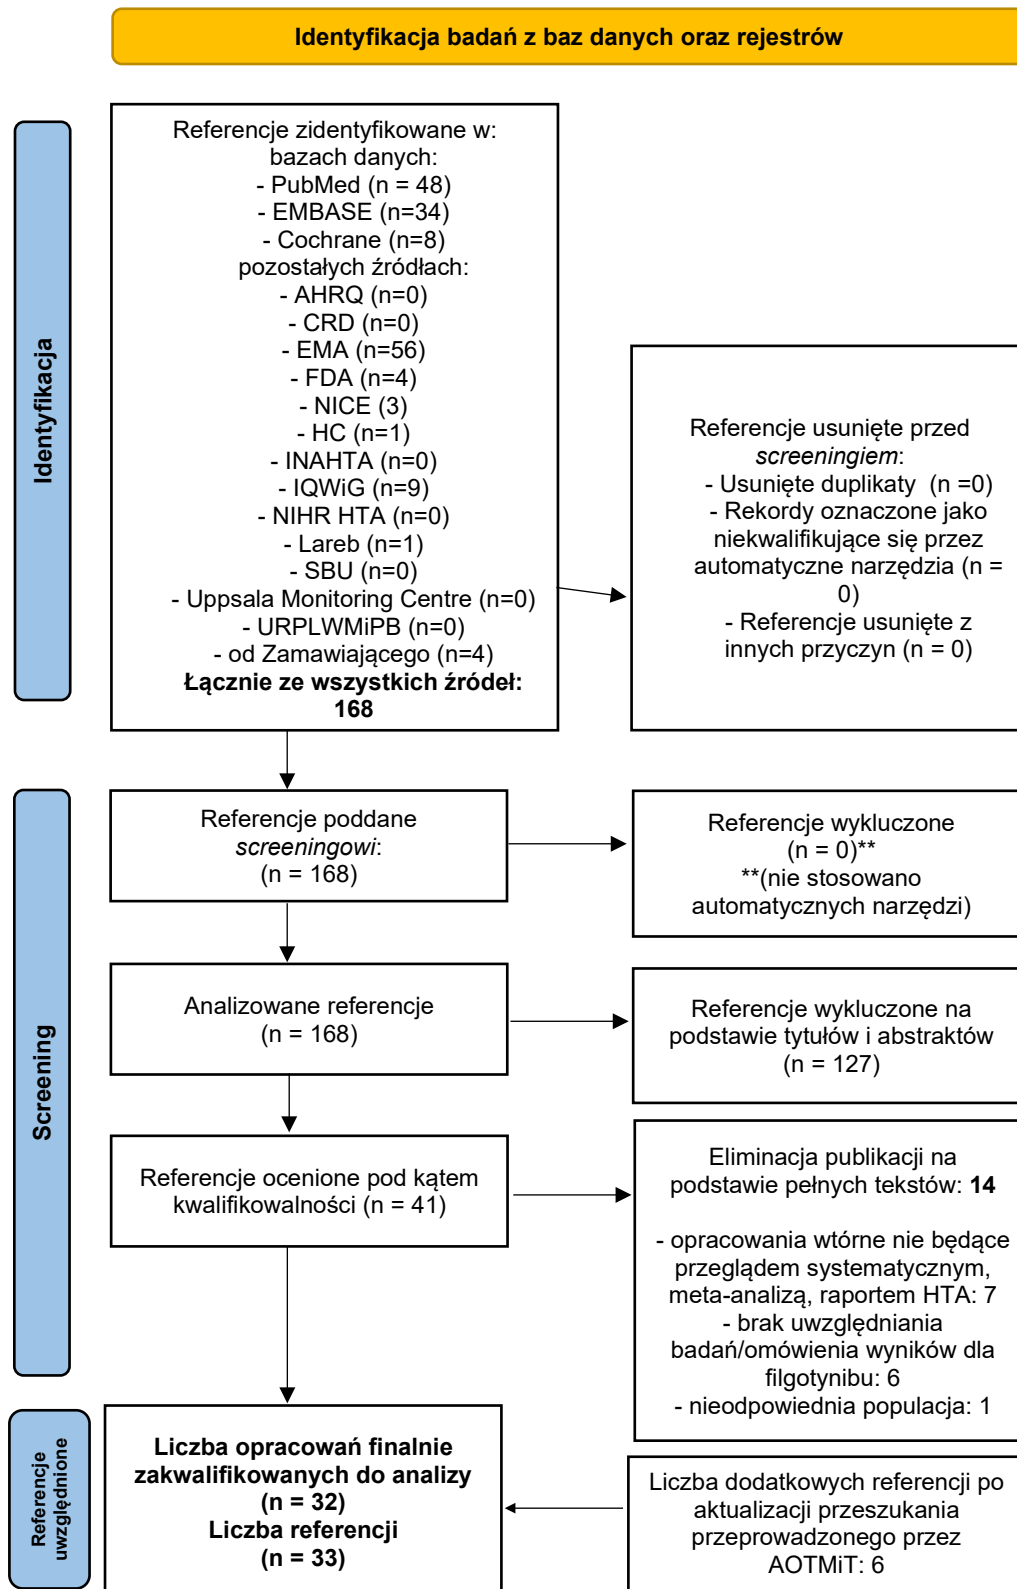 Identyfikacja badań z baz danych oraz rejestrów
Identyfikacja
Referencje zidentyfikowane w:
bazach danych:
- PubMed (n = 48)
- EMBASE (n=34)
- Cochrane (n=8)
pozostałych źródłach:
- AHRQ (n=0)
- CRD (n=0)
- EMA (n=56)
- FDA (n=4)
- NICE (3)
- HC (n=1)
- INAHTA (n=0)
- IQWiG (n=9)
- NIHR HTA (n=0)
- Lareb (n=1)
- SBU (n=0)
- Uppsala Monitoring Centre (n=0)
- URPLWMiPB (n=0)
- od Zamawiającego (n=4)
Łącznie ze wszystkich źródeł:
168
Referencje usunięte przed
screeningiem:
- Usunięte duplikaty  (n =0)
- Rekordy oznaczone jako
niekwalifikujące się przez
automatyczne narzędzia (n =
0)
- Referencje usunięte z
innych przyczyn (n = 0)
Screening
Referencje poddane
screeningowi:
(n = 168)
Referencje wykluczone
(n = 0)**
**(nie stosowano
automatycznych narzędzi)
Analizowane referencje
(n = 168)
Referencje wykluczone na
podstawie tytułów i abstraktów
(n = 127)
Referencje ocenione pod kątem
kwalifikowalności (n = 41)
Eliminacja publikacji na
podstawie pełnych tekstów: 14
- opracowania wtórne nie będące
przeglądem systematycznym,
meta-analizą, raportem HTA: 7
- brak uwzględniania
badań/omówienia wyników dla
filgotynibu: 6
- nieodpowiednia populacja: 1
Referencje
uwzględnione
Liczba opracowań finalnie
zakwalifikowanych do analizy
(n = 32)
Liczba referencji
(n = 33)
Liczba dodatkowych referencji po
aktualizacji przeszukania
przeprowadzonego przez
AOTMiT: 6